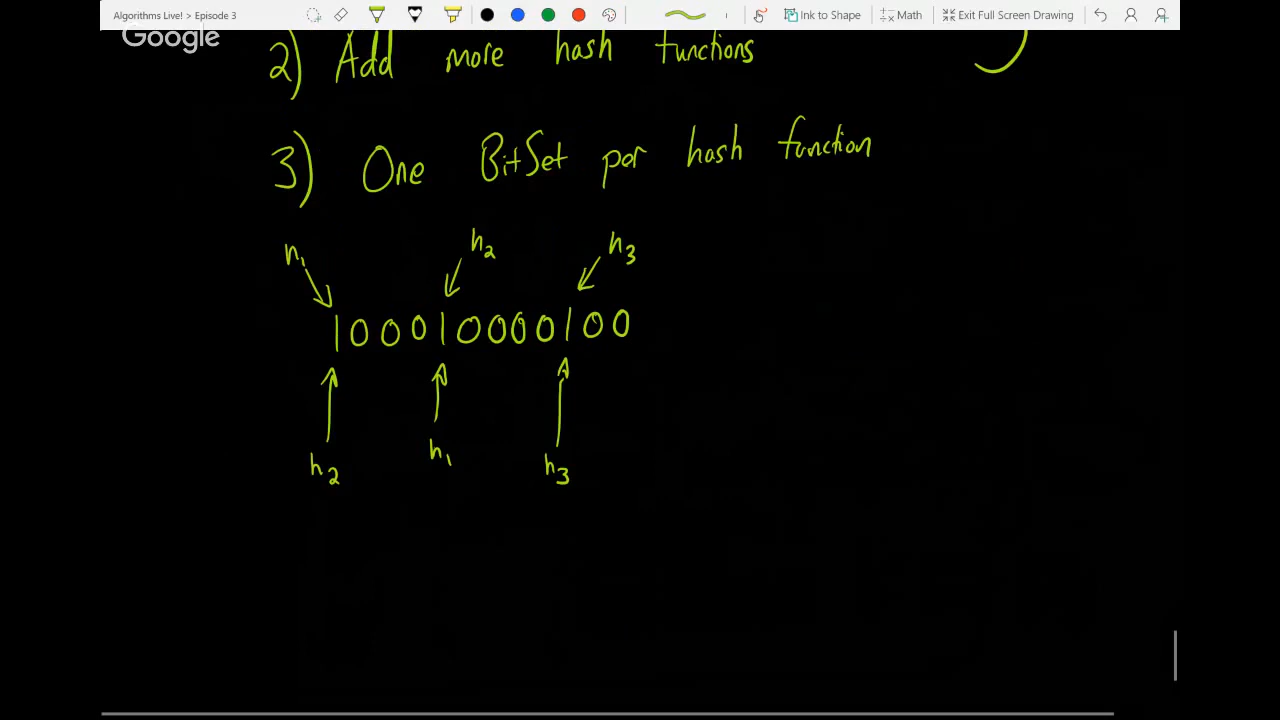 Algorithms Live! > Episode 3 Ink to Shape Math Exit Full Screen Drawing
Google
2) Add more hash functions
3) One BitSet per hash function
h1 h2 h3
100010000100
h2 h1 h3